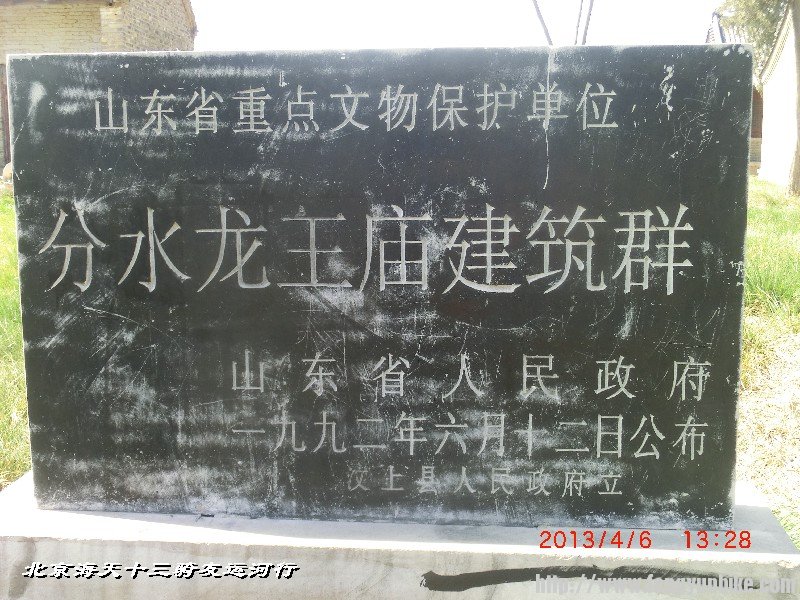 山东省重点文物保护单位
分水龙王庙建筑群
山东省人民政府
一九九二年六月十二日公布
汶上县人民政府立
2013/4/6 13:28
北京海天十三骑友运河行